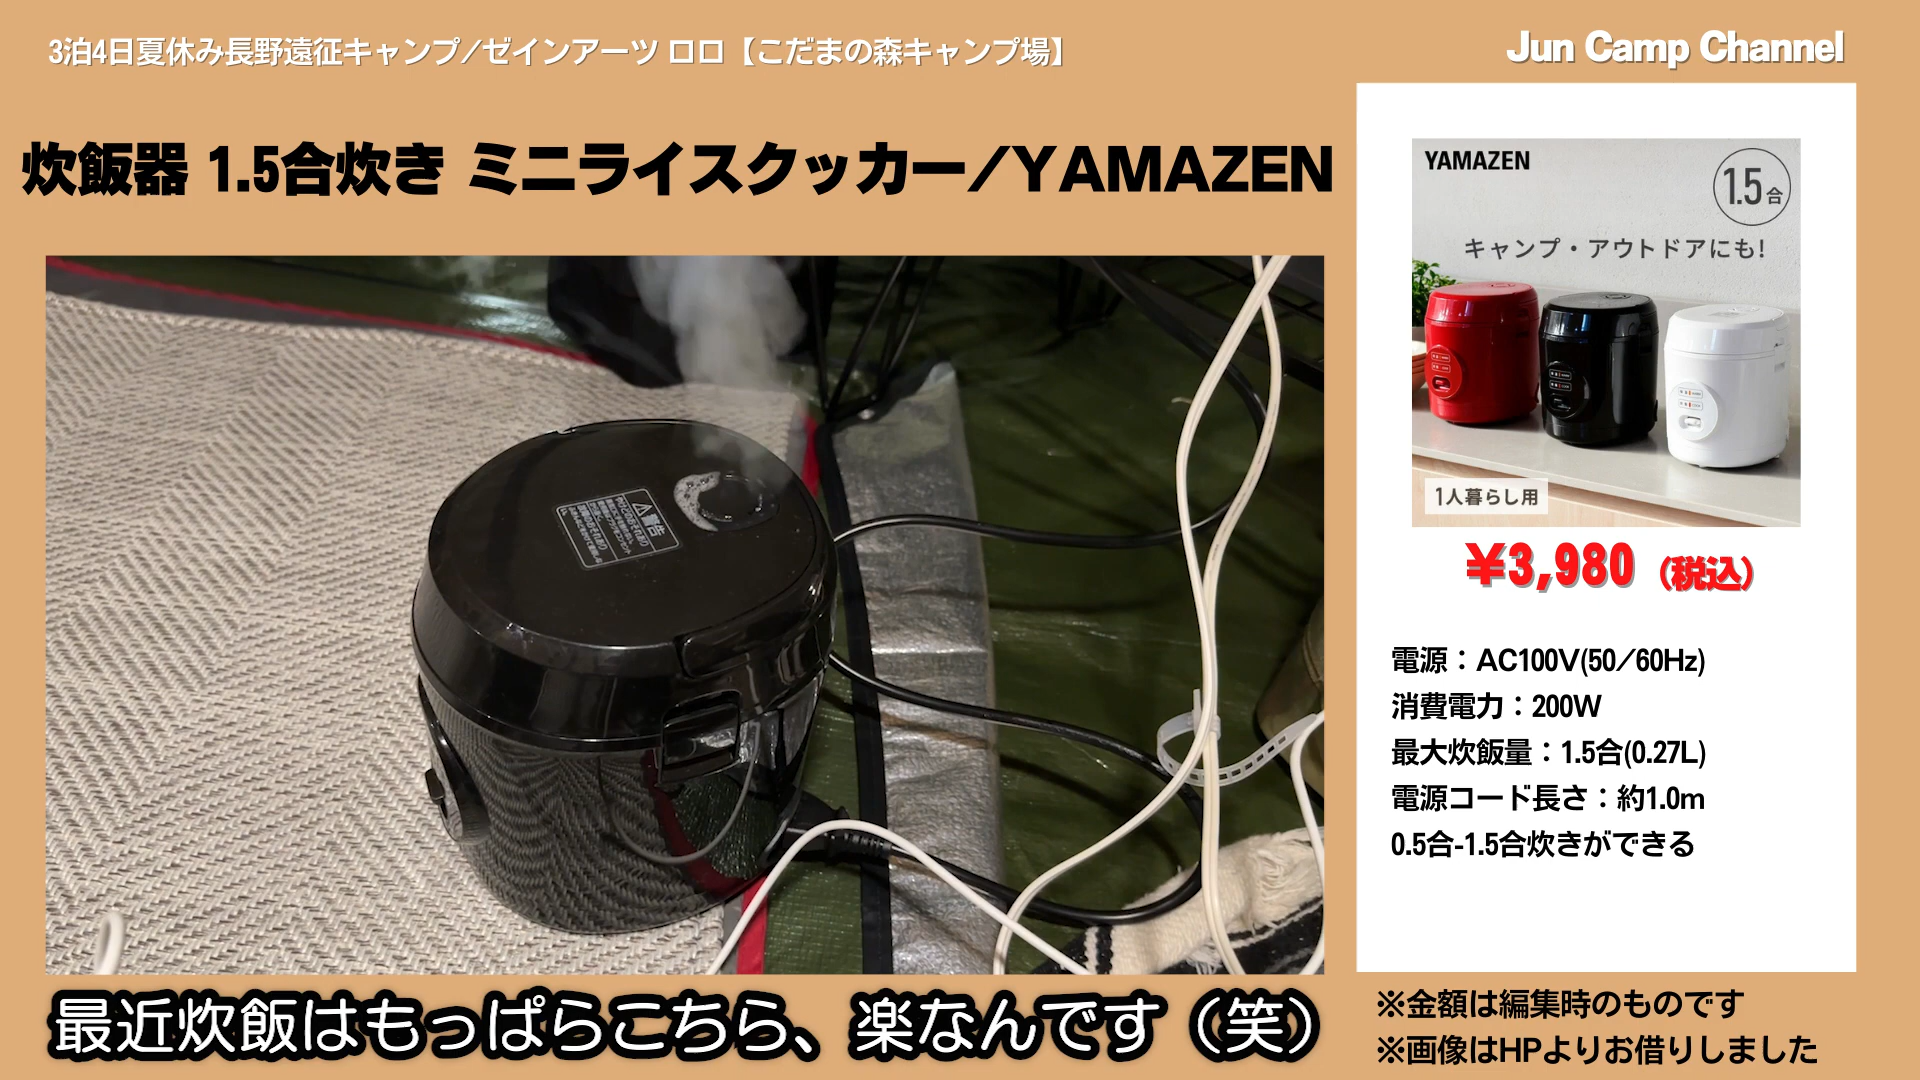 3泊4日夏休み長野遠征キャンプ/ゼインアーツ ロロ【こだまの森キャンプ場】
Jun Camp Channel
炊飯器 1.5合炊き ミニライスクッカー/YAMAZEN
警告
YAMAZEN
1.5合
キャンプ・アウトドアにも!
1人暮らし用
¥3,980（税込）
電源：AC100V(50/60Hz)
消費電力：200W
最大炊飯量：1.5合(0.27L)
電源コード長さ：約1.0m
0.5合-1.5合炊きができる
最近炊飯はもっぱらこちら、楽なんです（笑）
※金額は編集時のものです
※画像はHPよりお借りしました